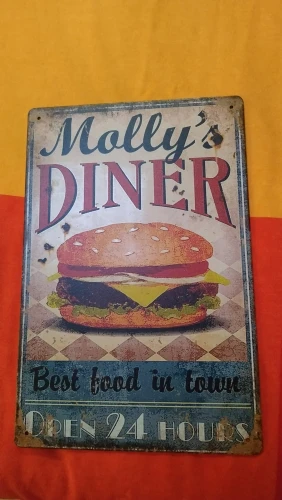 Molly's
DINER
Best food in town
OPEN 24 HOURS